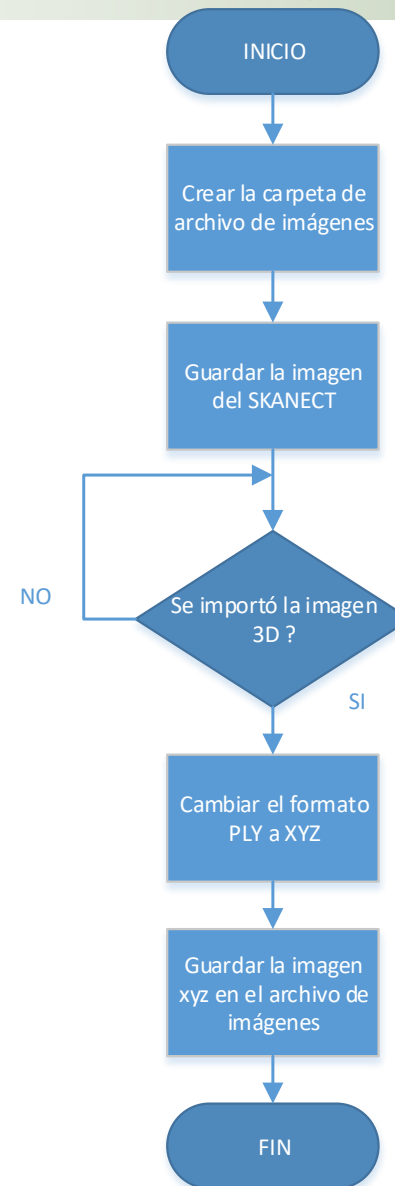 INICIO
Crear la carpeta de
archivo de imágenes
Guardar la imagen
del SKANECT
NO
Se importó la imagen
3D ?
SI
Cambiar el formato
PLY a XYZ
Guardar la imagen
xyz en el archivo de
imágenes
FIN